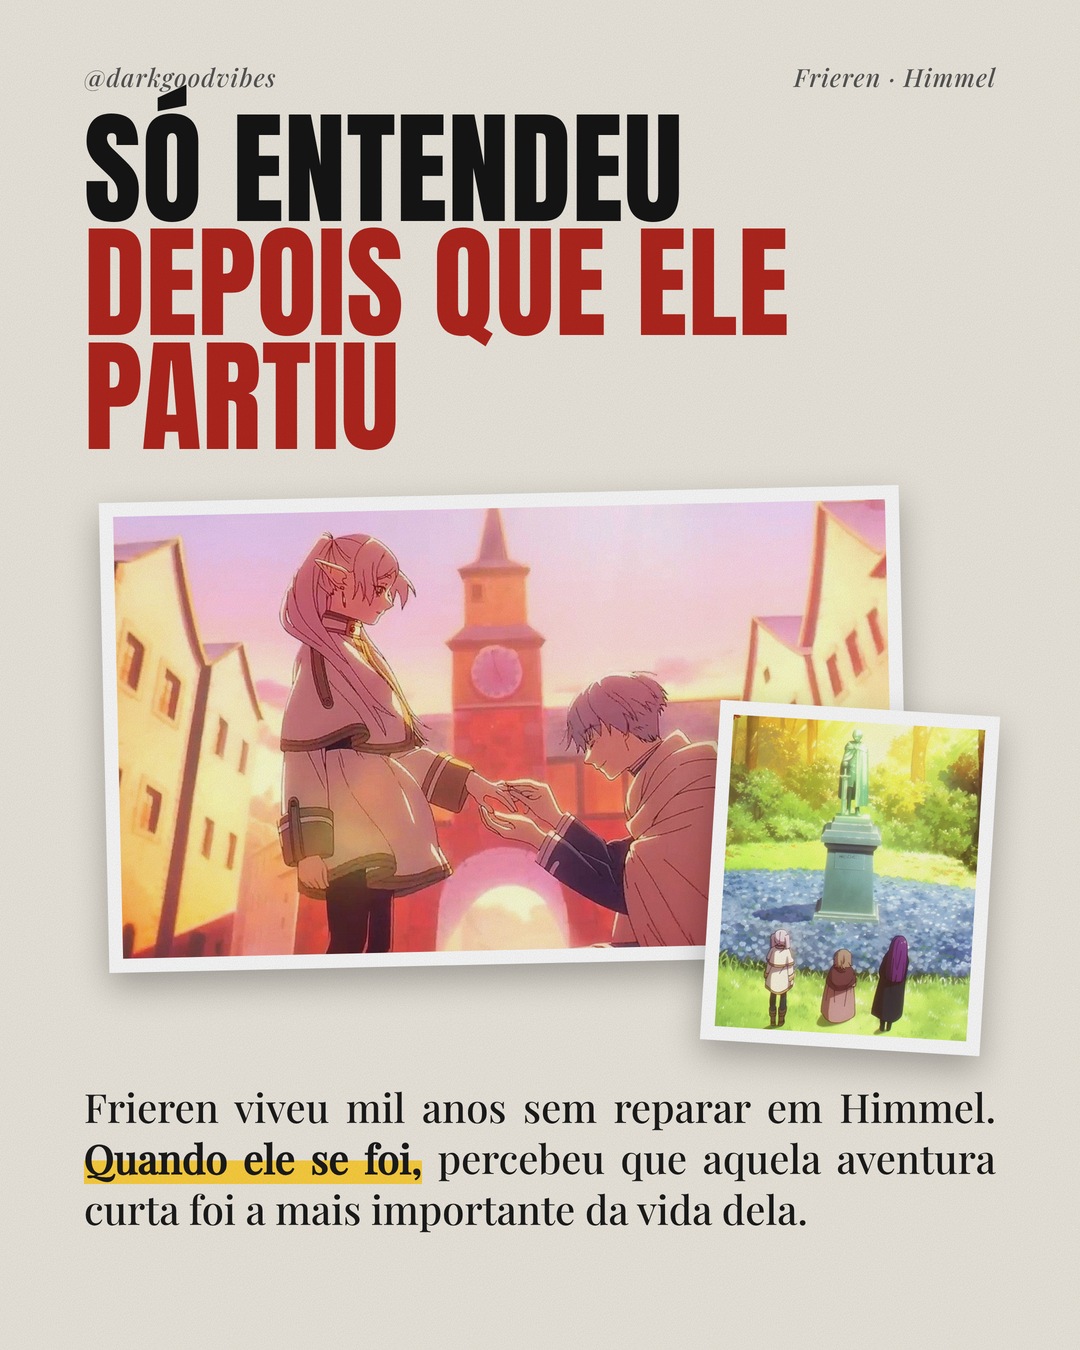 @darkgoodvibes
Frieren · Himmel
SÓ ENTENDEU
DEPOIS QUE ELE
PARTIU
Frieren viveu mil anos sem reparar em Himmel.
Quando ele se foi, percebeu que aquela aventura
curta foi a mais importante da vida dela.